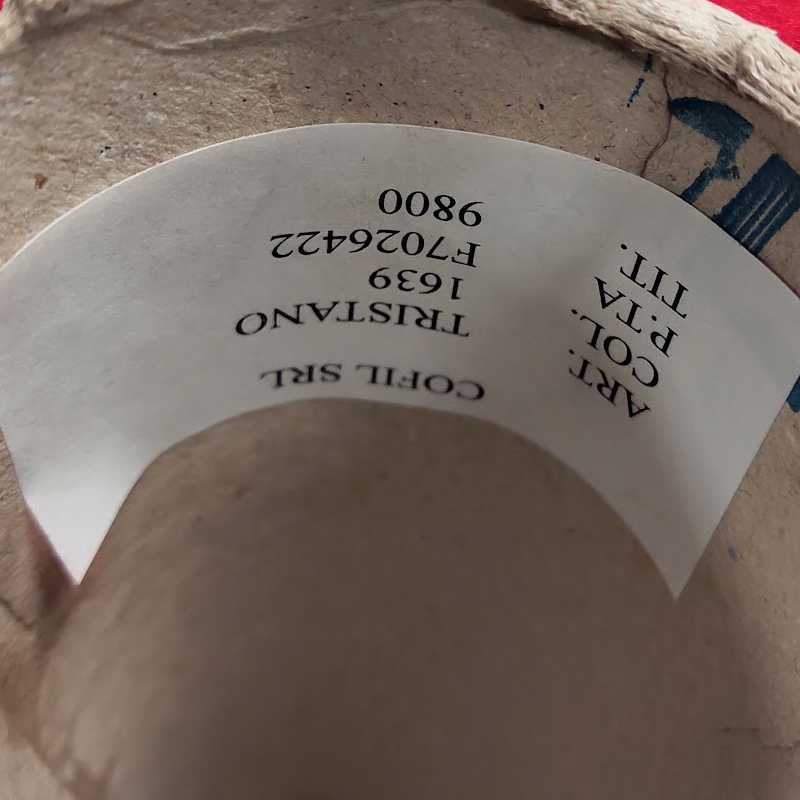 COFIL SRL
ART. TRISTANO
COL. 1639
P.TA F7026422
TIT. 9800